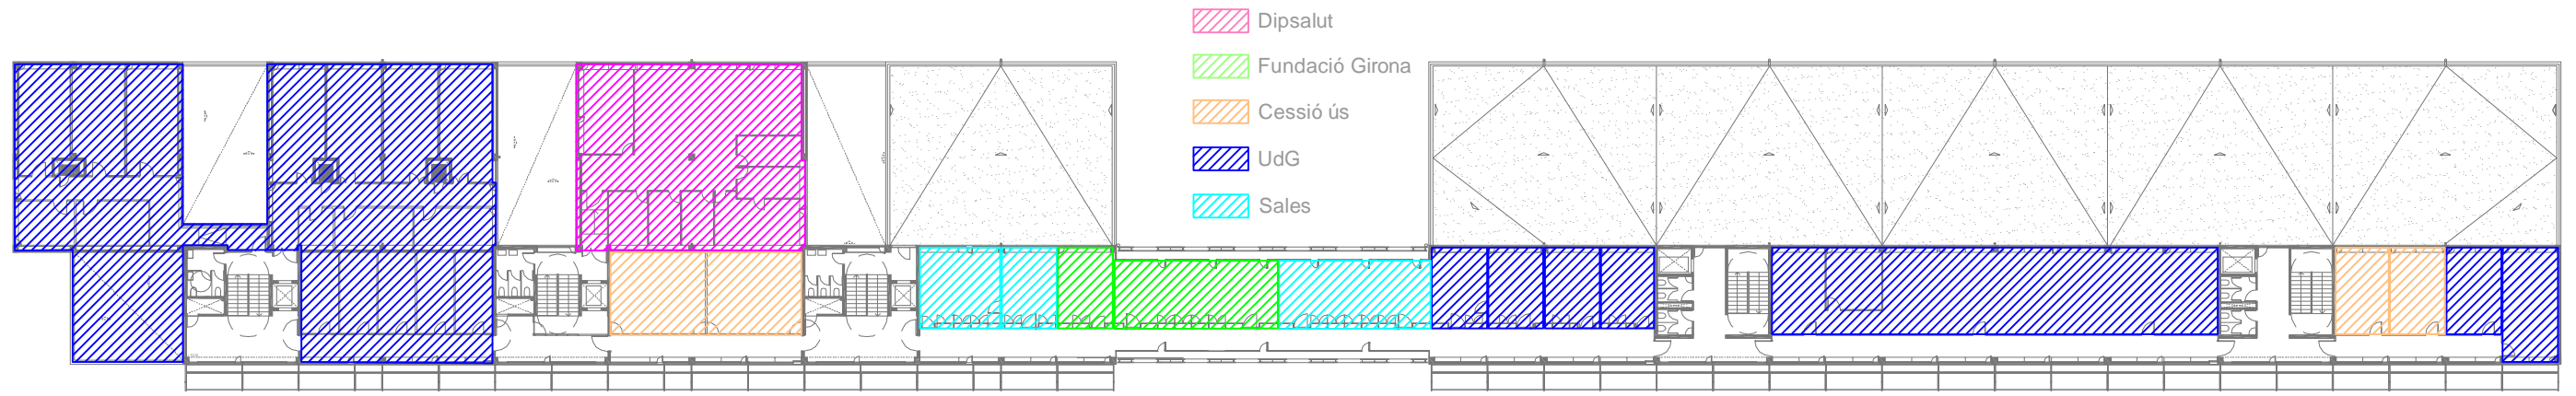 Dipsalut
Fundació Girona
Cessió ús
UdG
Sales